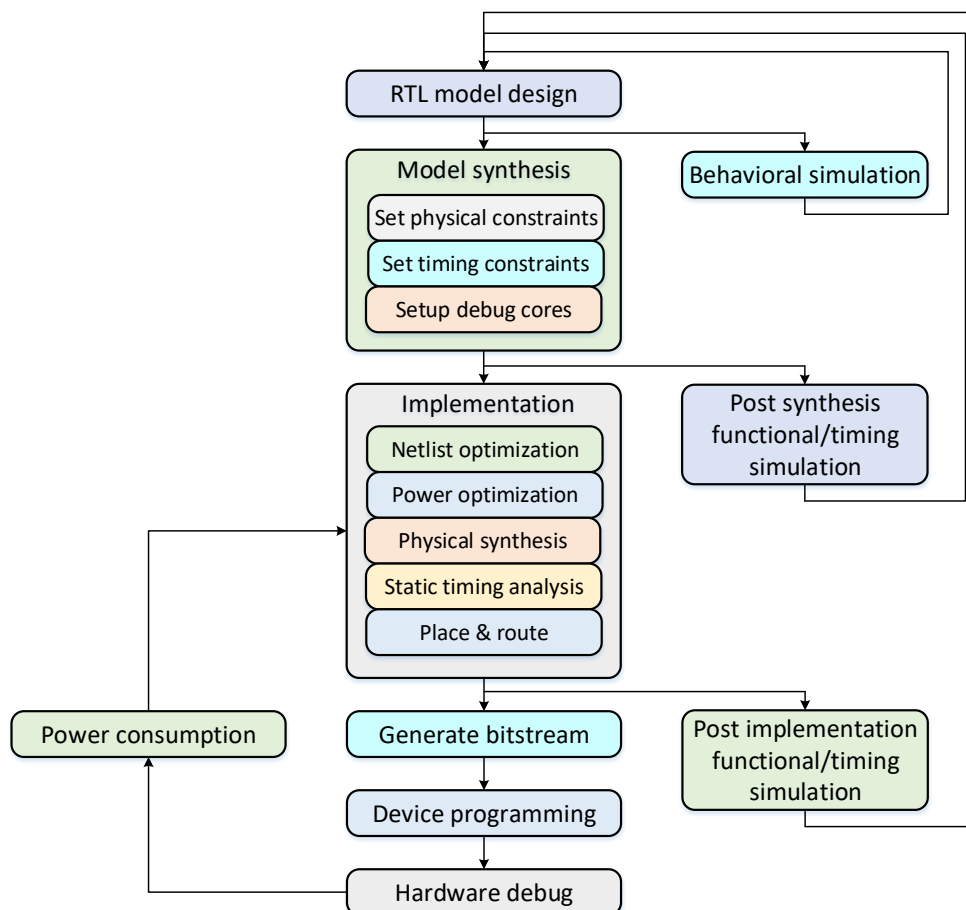 RTL model design
Model synthesis
Behavioral simulation
Set physical constraints
Set timing constraints
Setup debug cores
Implementation
Post synthesis
functional/timing
simulation
Netlist optimization
Power optimization
Physical synthesis
Static timing analysis
Place & route
Power consumption
Generate bitstream
Post implementation
functional/timing
simulation
Device programming
Hardware debug